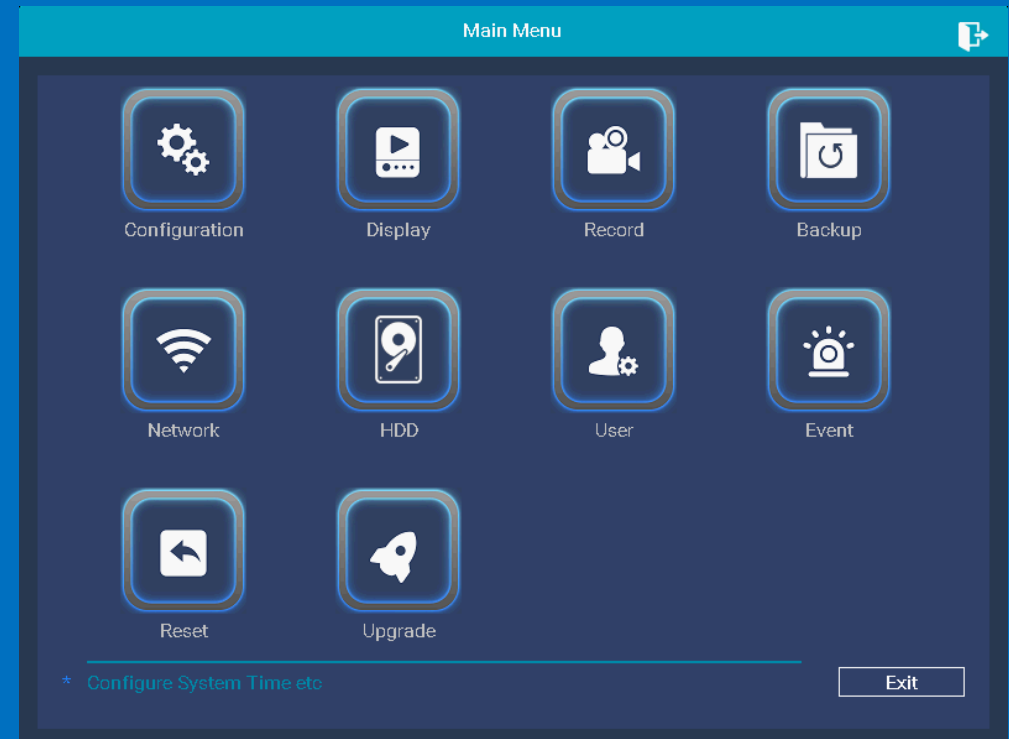 Main Menu
Configuration Display Record Backup
Network HDD User Event
Reset Upgrade
* Configure System Time etc
Exit